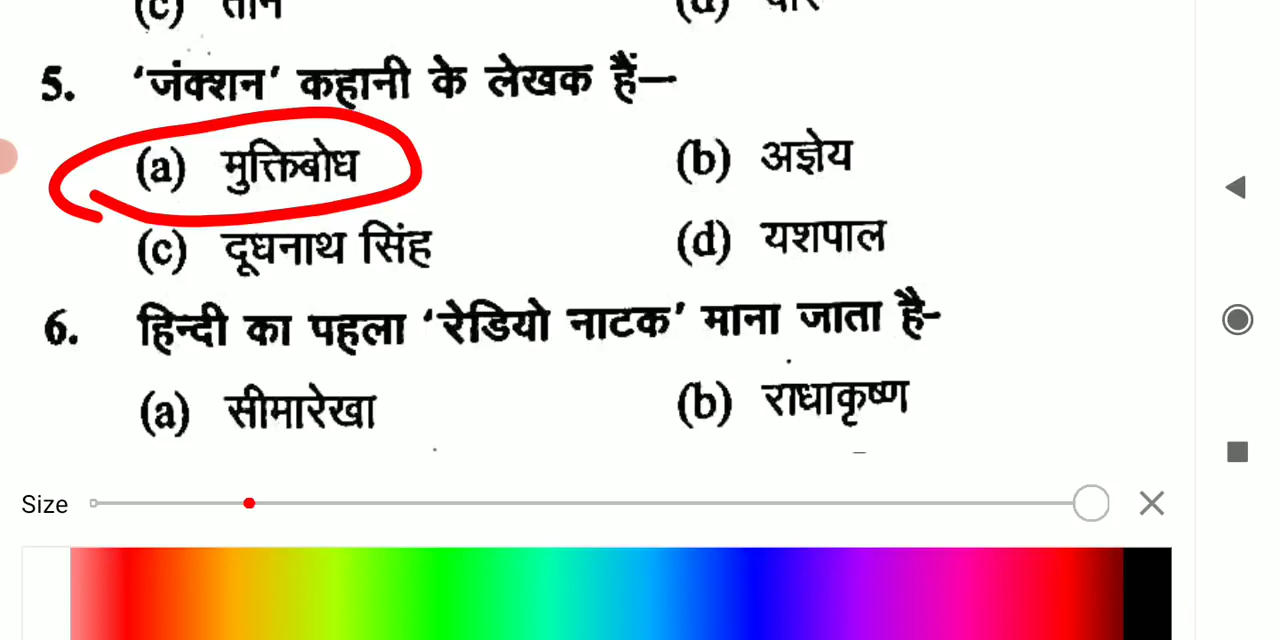 5. 'जंक्शन' कहानी के लेखक हैं—
(a) मुक्तिबोध (b) अज्ञेय
(c) दूधनाथ सिंह (d) यशपाल
6. हिन्दी का पहला 'रेडियो नाटक' माना जाता है-
(a) सीमारेखा (b) राधाकृष्ण
Size